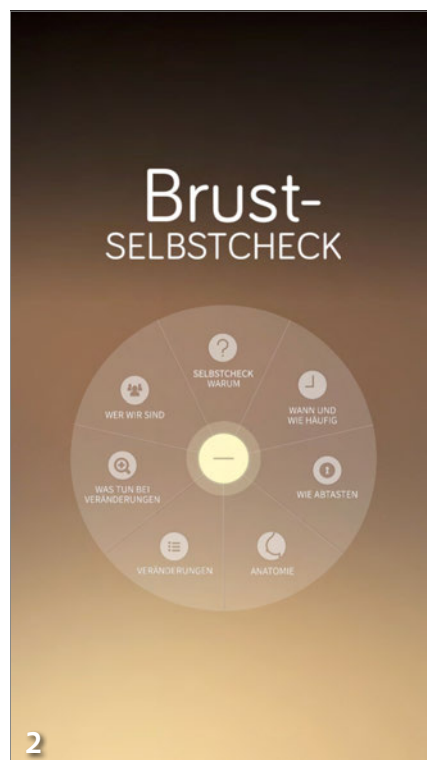 Brust-
SELBSTCHECK
SELBSTCHECK
WARUM
WANN UND
WIE HÄUFIG
WIE ABTASTEN
ANATOMIE
VERÄNDERUNGEN
WAS TUN BEI
VERÄNDERUNGEN
WER WIR SIND
2